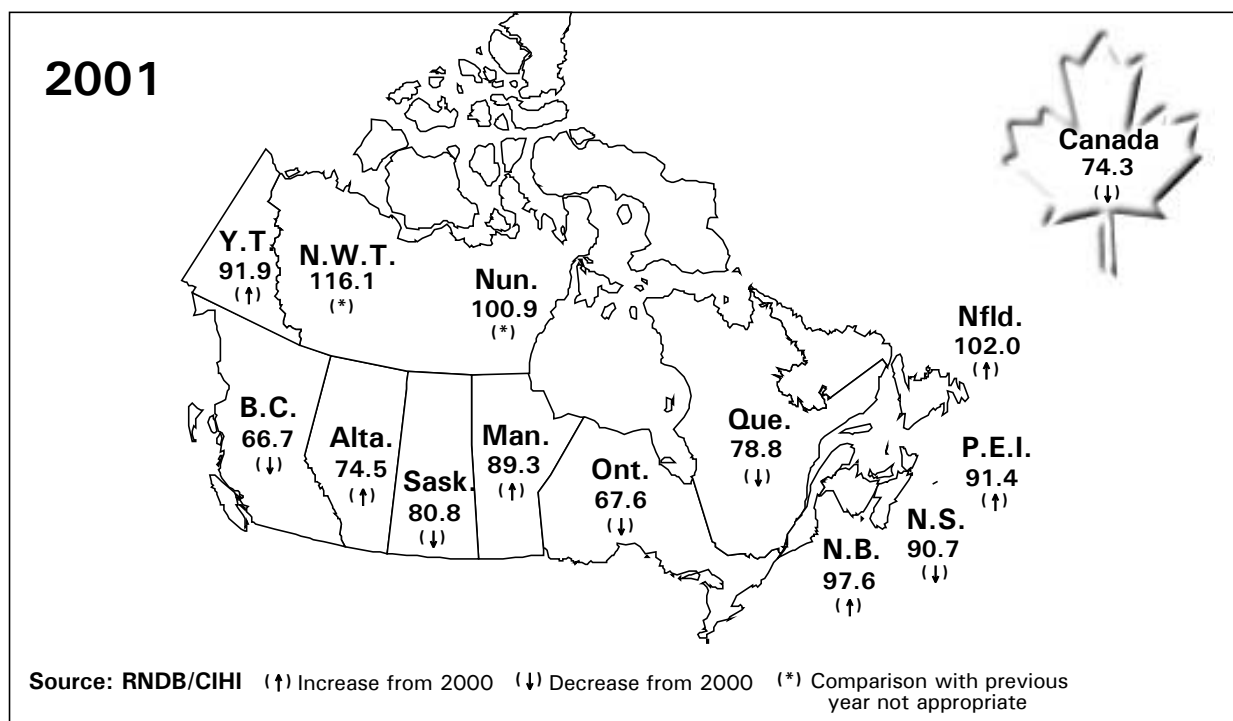 2001
Canada
74.3
(↓)
Y.T.
91.9
(↑)
N.W.T.
116.1
(*)
Nun.
100.9
(*)
Nfld.
102.0
(↑)
B.C.
66.7
(↓)
Alta.
74.5
(↑)
Sask.
80.8
(↓)
Man.
89.3
(↑)
Ont.
67.6
(↓)
Que.
78.8
(↓)
P.E.I.
91.4
(↑)
N.S.
90.7
(↓)
N.B.
97.6
(↑)
Source: RNDB/CIHI (↑) Increase from 2000 (↓) Decrease from 2000 (*) Comparison with previous
year not appropriate